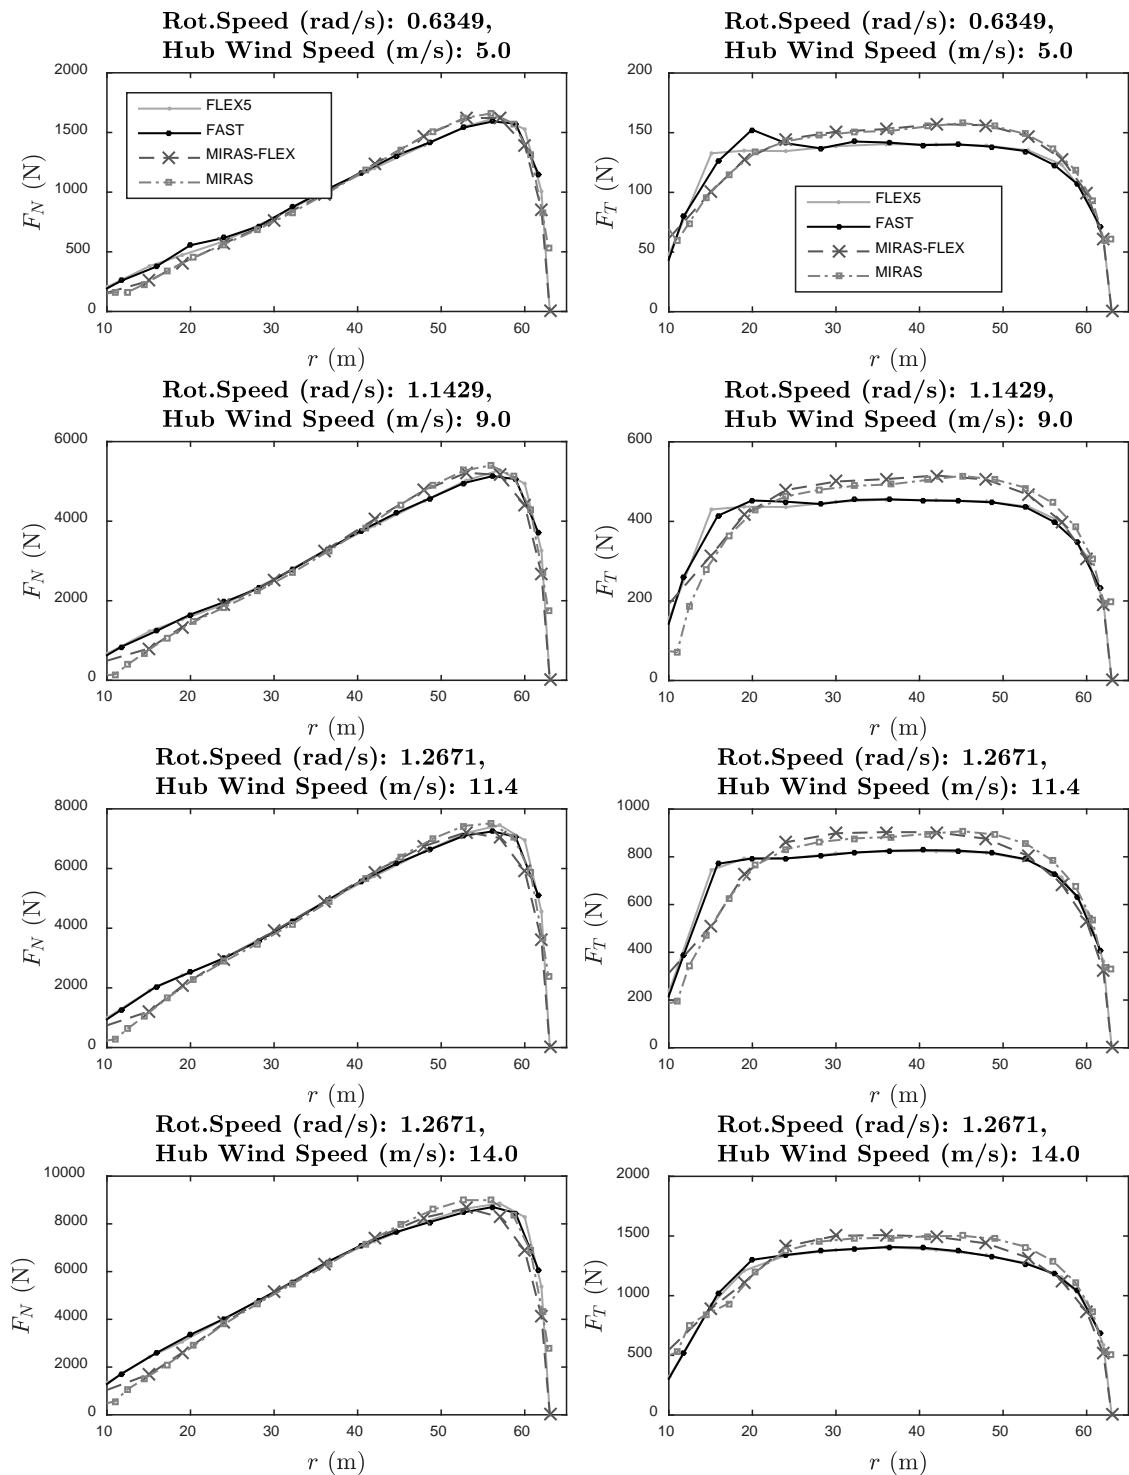 Rot.Speed (rad/s): 0.6349,
Hub Wind Speed (m/s): 5.0
2000
1500
1000
500
0
F_N (N)
FLEX5
FAST
MIRAS-FLEX
MIRAS
10 20 30 40 50 60
r (m)
Rot.Speed (rad/s): 0.6349,
Hub Wind Speed (m/s): 5.0
200
150
100
50
0
F_T (N)
FLEX5
FAST
MIRAS-FLEX
MIRAS
10 20 30 40 50 60
r (m)
Rot.Speed (rad/s): 1.1429,
Hub Wind Speed (m/s): 9.0
6000
4000
2000
0
F_N (N)
10 20 30 40 50 60
r (m)
Rot.Speed (rad/s): 1.1429,
Hub Wind Speed (m/s): 9.0
600
400
200
0
F_T (N)
10 20 30 40 50 60
r (m)
Rot.Speed (rad/s): 1.2671,
Hub Wind Speed (m/s): 11.4
8000
6000
4000
2000
0
F_N (N)
10 20 30 40 50 60
r (m)
Rot.Speed (rad/s): 1.2671,
Hub Wind Speed (m/s): 11.4
1000
800
600
400
200
0
F_T (N)
10 20 30 40 50 60
r (m)
Rot.Speed (rad/s): 1.2671,
Hub Wind Speed (m/s): 14.0
10000
8000
6000
4000
2000
0
F_N (N)
10 20 30 40 50 60
r (m)
Rot.Speed (rad/s): 1.2671,
Hub Wind Speed (m/s): 14.0
2000
1500
1000
500
0
F_T (N)
10 20 30 40 50 60
r (m)